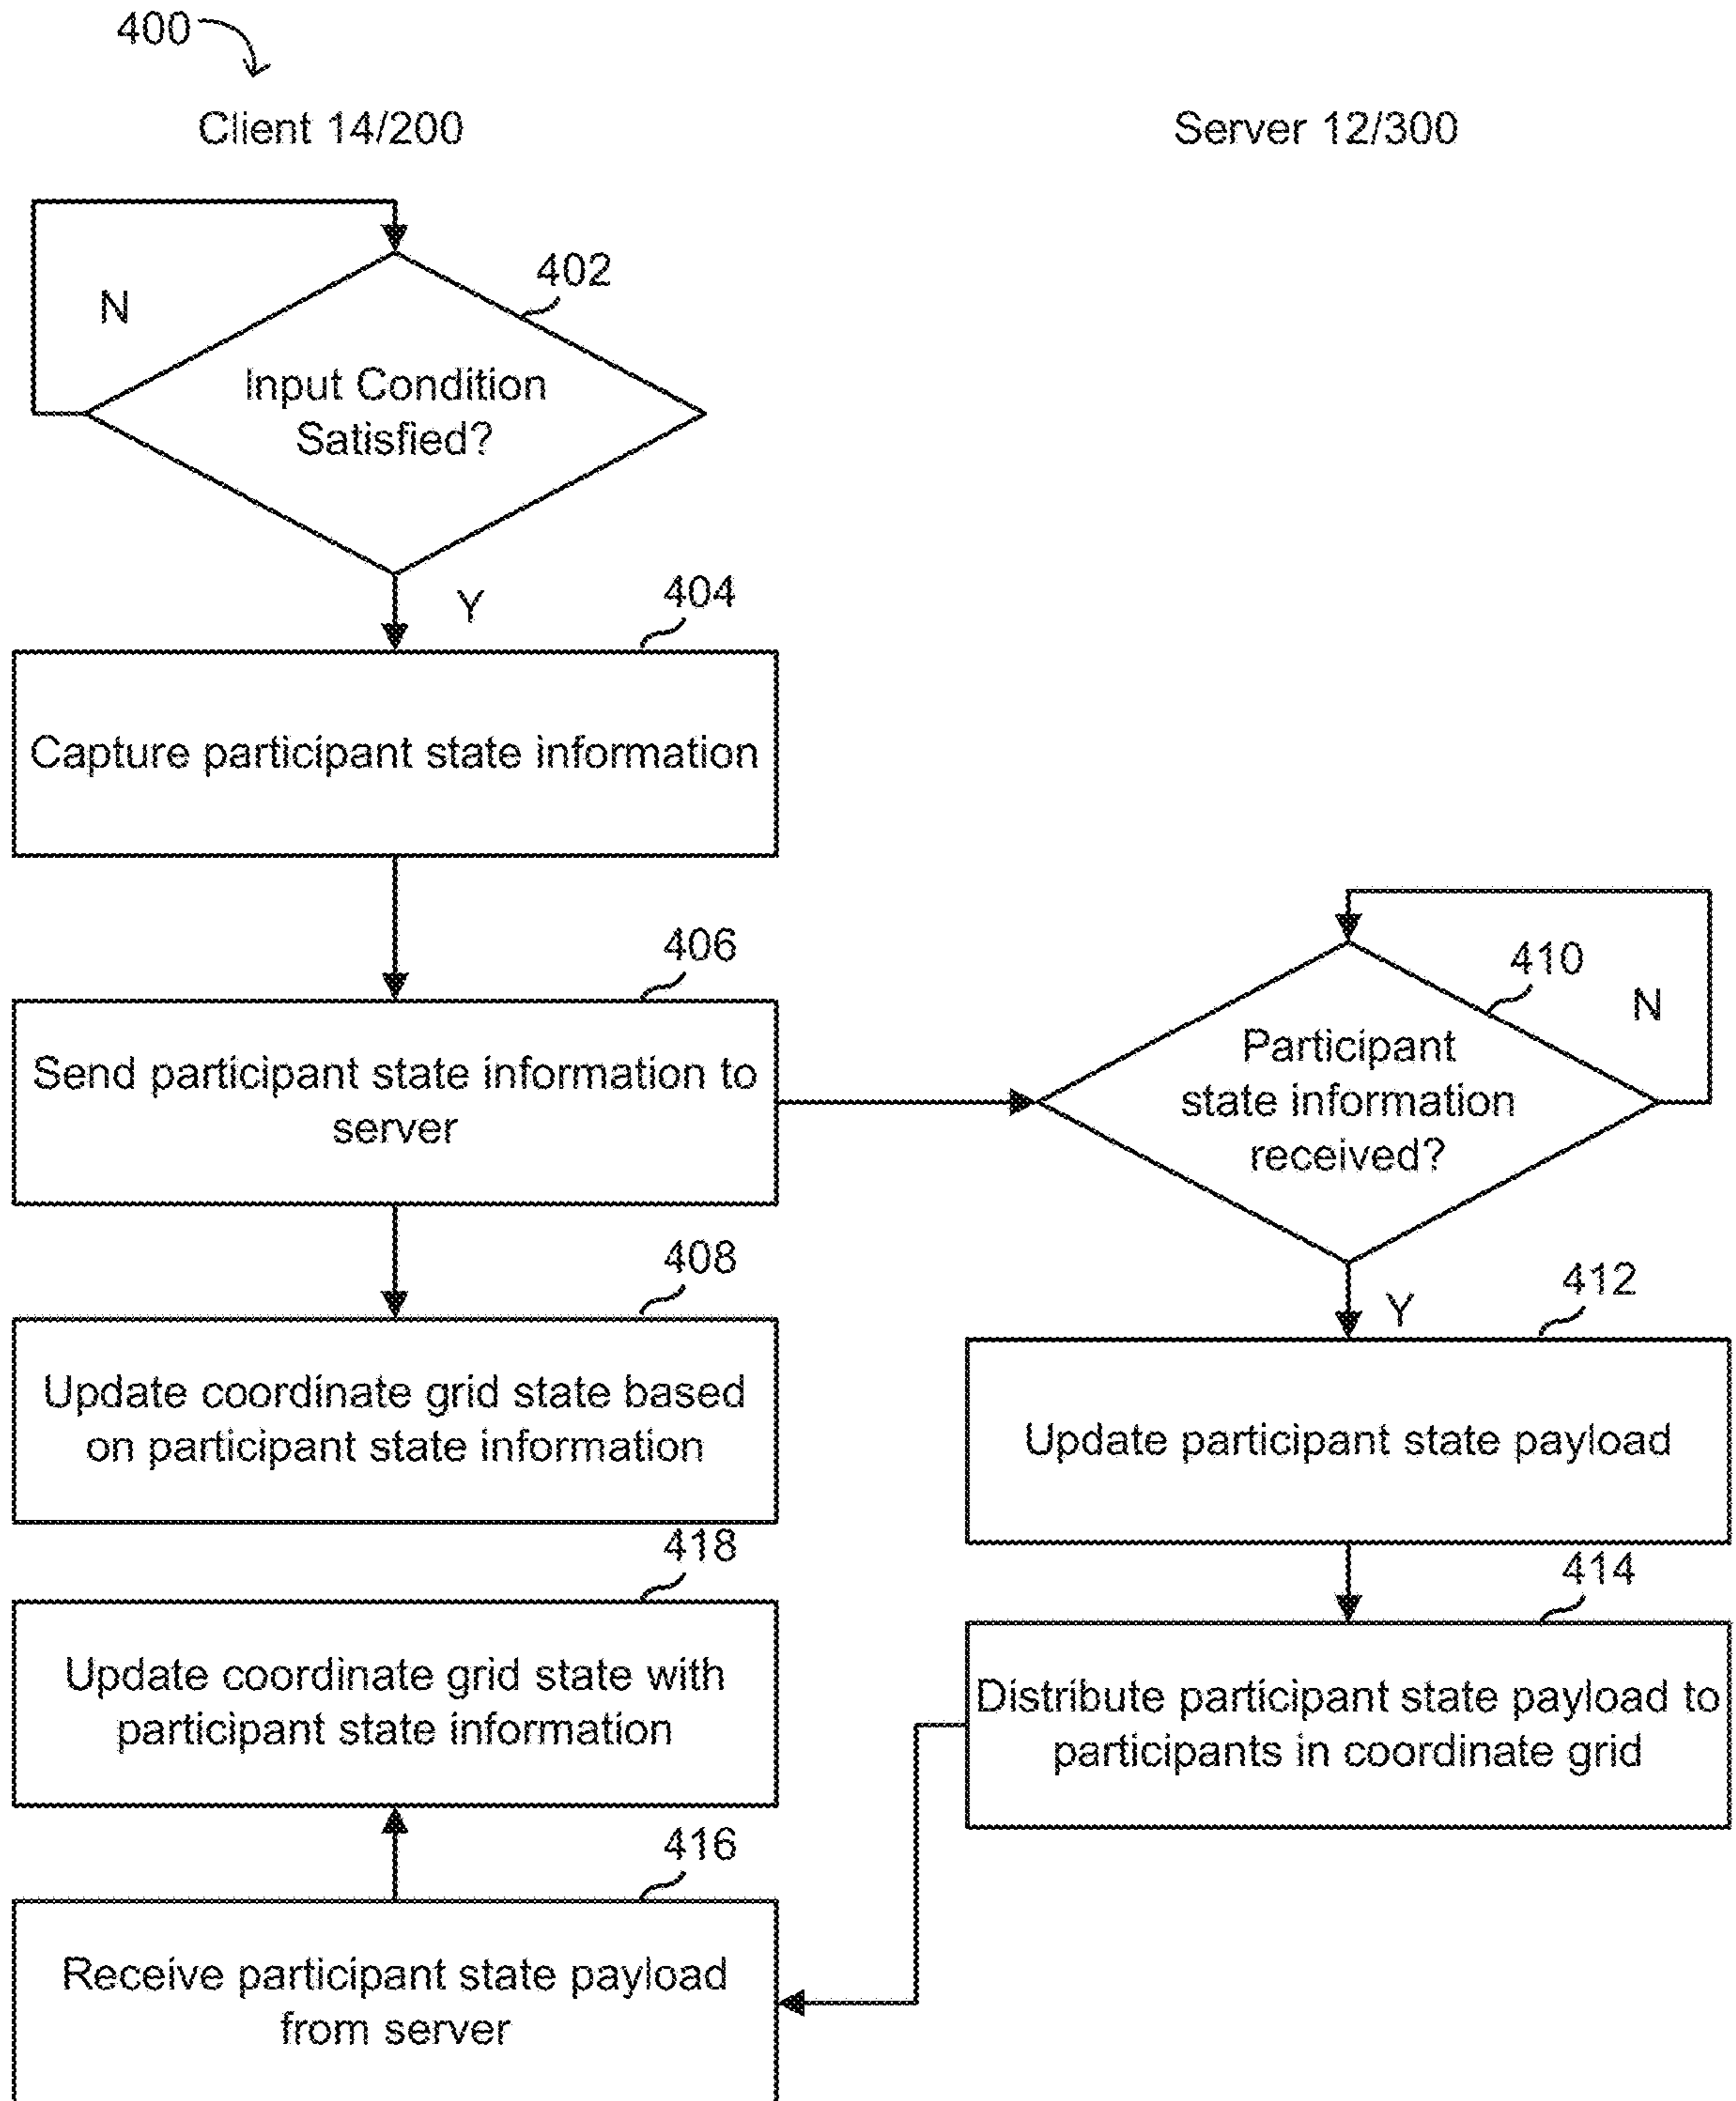 400
Client 14/200
Server 12/300
402
N
Input Condition
Satisfied?
Y
404
Capture participant state information
406
Send participant state information to
server
408
Update coordinate grid state based
on participant state information
410
N
Participant
state information
received?
Y
412
Update participant state payload
414
Distribute participant state payload to
participants in coordinate grid
418
Update coordinate grid state with
participant state information
416
Receive participant state payload
from server